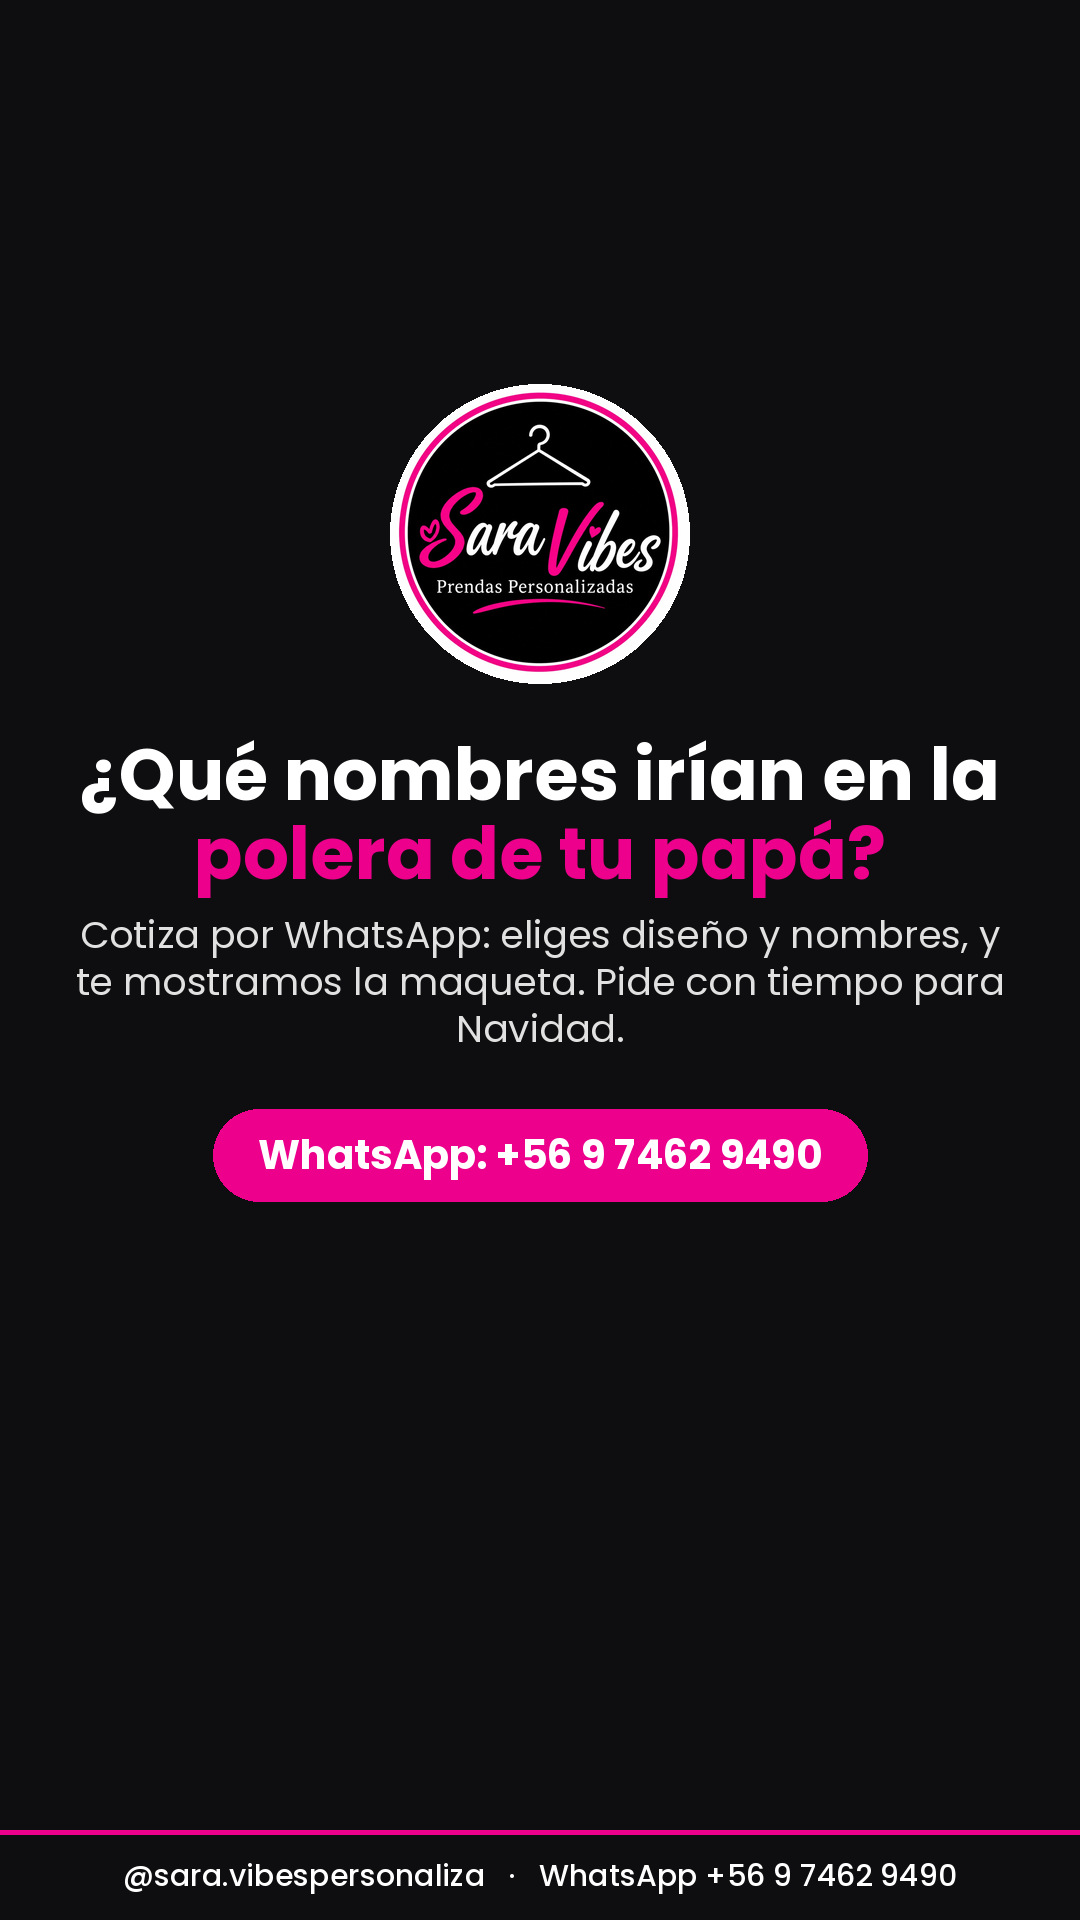 Sara Vibes
Prendas Personalizadas
¿Qué nombres irían en la
polera de tu papá?
Cotiza por WhatsApp: eliges diseño y nombres, y
te mostramos la maqueta. Pide con tiempo para
Navidad.
WhatsApp: +56 9 7462 9490
@sara.vibespersonaliza · WhatsApp +56 9 7462 9490